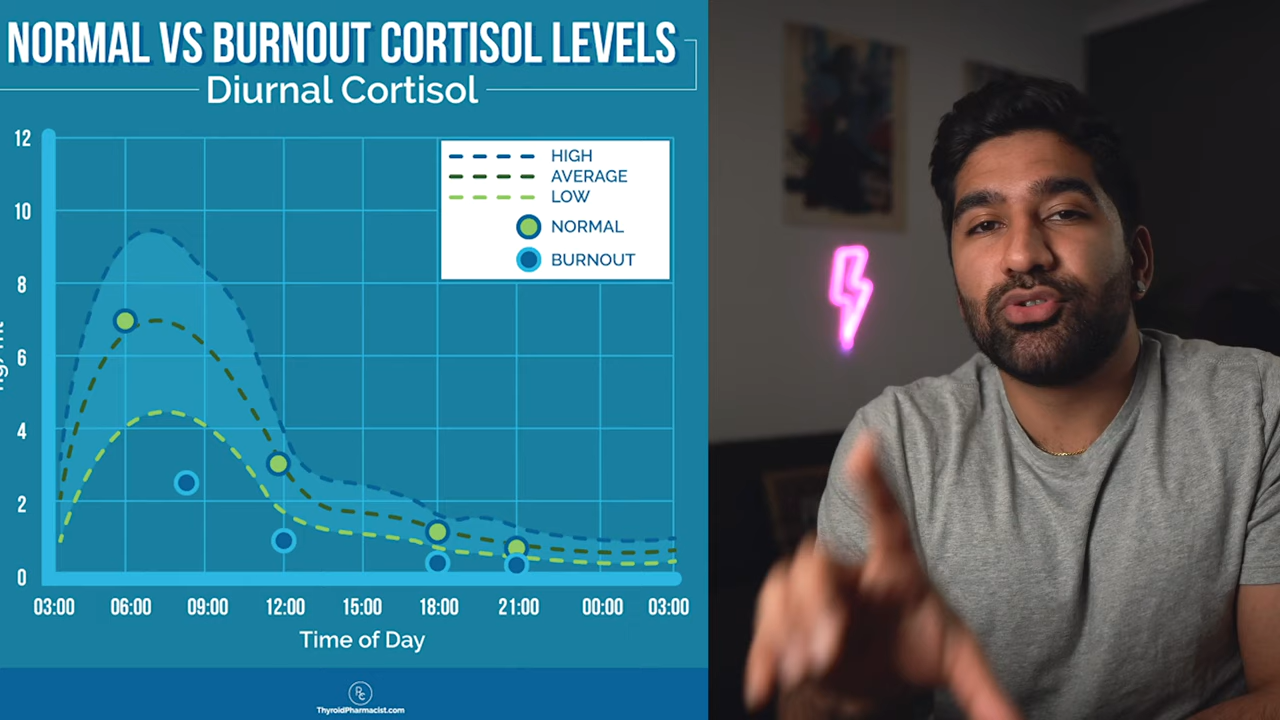 NORMAL VS BURNOUT CORTISOL LEVELS
Diurnal Cortisol
HIGH
AVERAGE
LOW
NORMAL
BURNOUT
12
10
8
6
4
2
0
03:00 06:00 09:00 12:00 15:00 18:00 21:00 00:00 03:00
Time of Day
ThyroidPharmacist.com